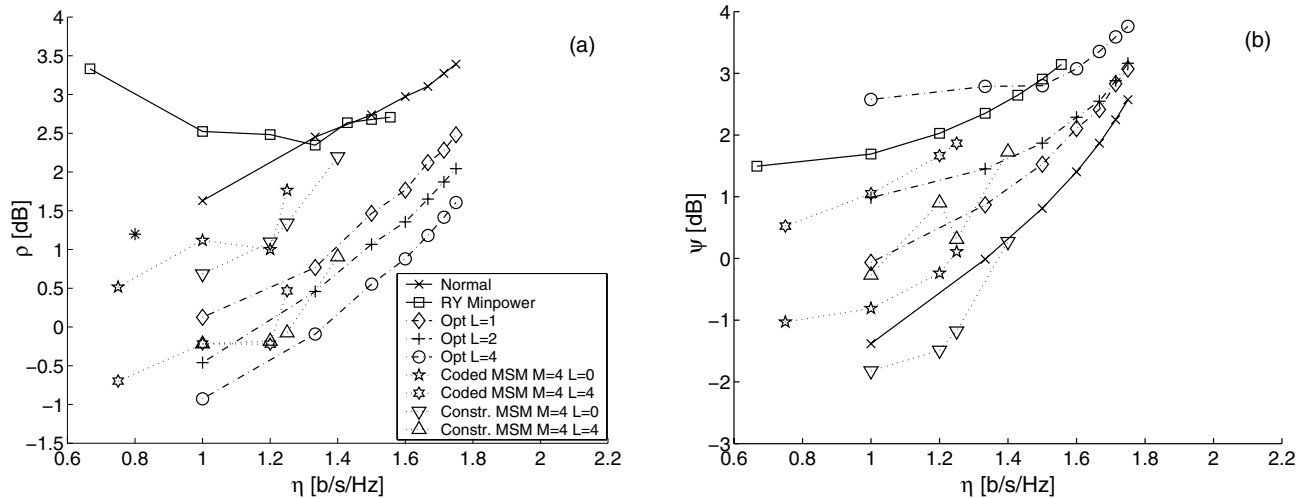 (a)
4
3.5
3
2.5
2
1.5
1
0.5
0
−0.5
−1
−1.5
ρ [dB]
0.6 0.8 1 1.2 1.4 1.6 1.8 2 2.2
η [b/s/Hz]
Normal
RY Minpower
Opt L=1
Opt L=2
Opt L=4
Coded MSM M=4 L=0
Coded MSM M=4 L=4
Constr. MSM M=4 L=0
Constr. MSM M=4 L=4
(b)
4
3
2
1
0
−1
−2
−3
ψ [dB]
0.6 0.8 1 1.2 1.4 1.6 1.8 2 2.2
η [b/s/Hz]